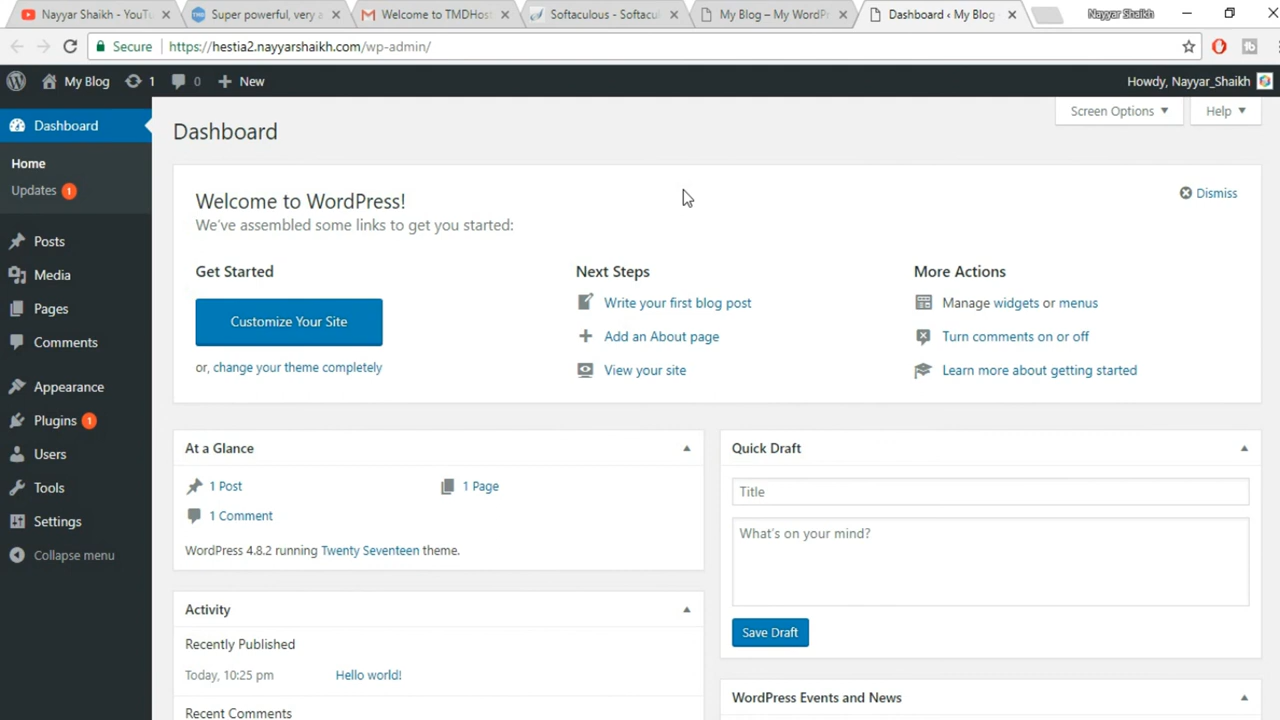 Nayyar Shaikh - YouTu
Super powerful, very a
Welcome to TMDHost
Softaculous - Softacul
My Blog – My WordPr
Dashboard ‹ My Blog
Nayyar Shaikh
Secure
https://hestia2.nayyarshaikh.com/wp-admin/
My Blog
1
0
New
Howdy, Nayyar_Shaikh
Dashboard
Home
Updates 1
Posts
Media
Pages
Comments
Appearance
Plugins 1
Users
Tools
Settings
Collapse menu
Screen Options
Help
Dashboard
Welcome to WordPress!
We've assembled some links to get you started:
Dismiss
Get Started
Customize Your Site
or, change your theme completely
Next Steps
Write your first blog post
Add an About page
View your site
More Actions
Manage widgets or menus
Turn comments on or off
Learn more about getting started
At a Glance
1 Post
1 Page
1 Comment
WordPress 4.8.2 running Twenty Seventeen theme.
Activity
Recently Published
Today, 10:25 pm
Hello world!
Recent Comments
Quick Draft
Title
What's on your mind?
Save Draft
WordPress Events and News